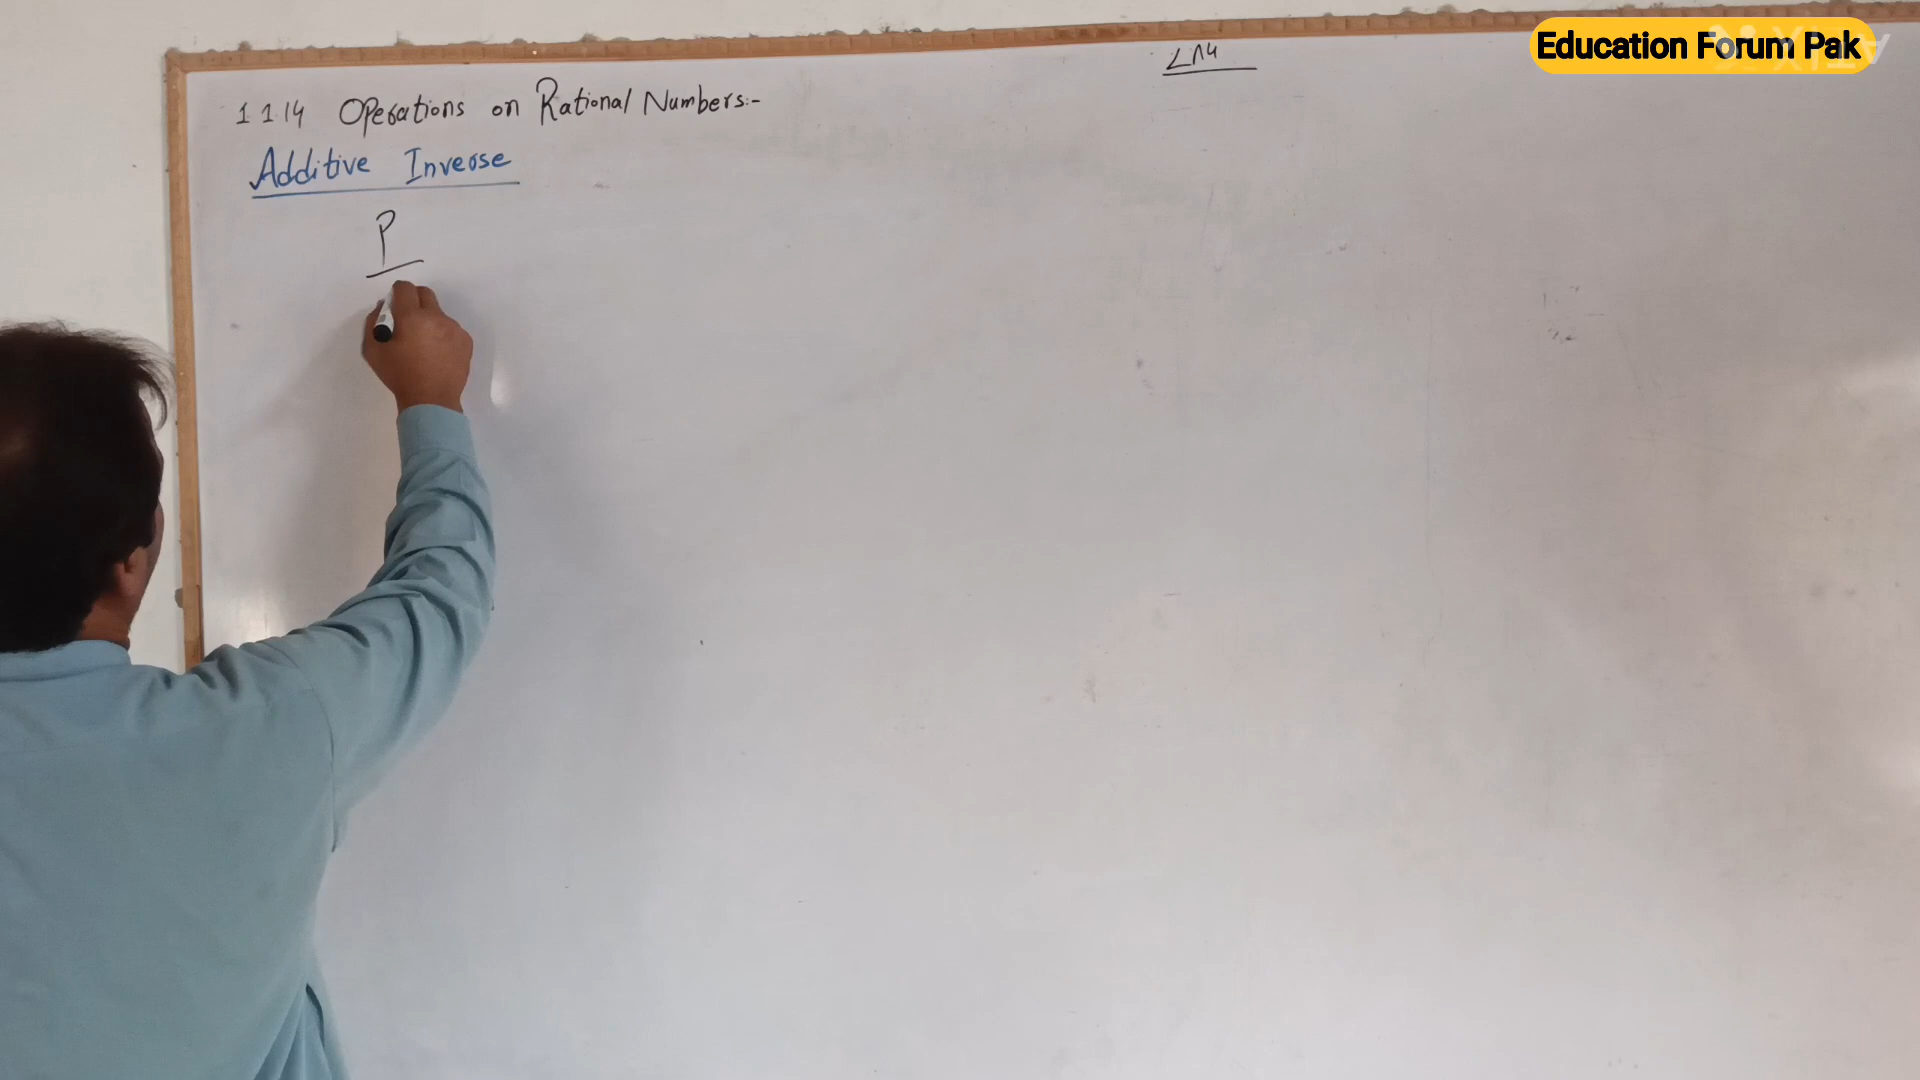 Education Forum Pak
1.1.14 Operations on Rational Numbers:-
Additive Inverse
P